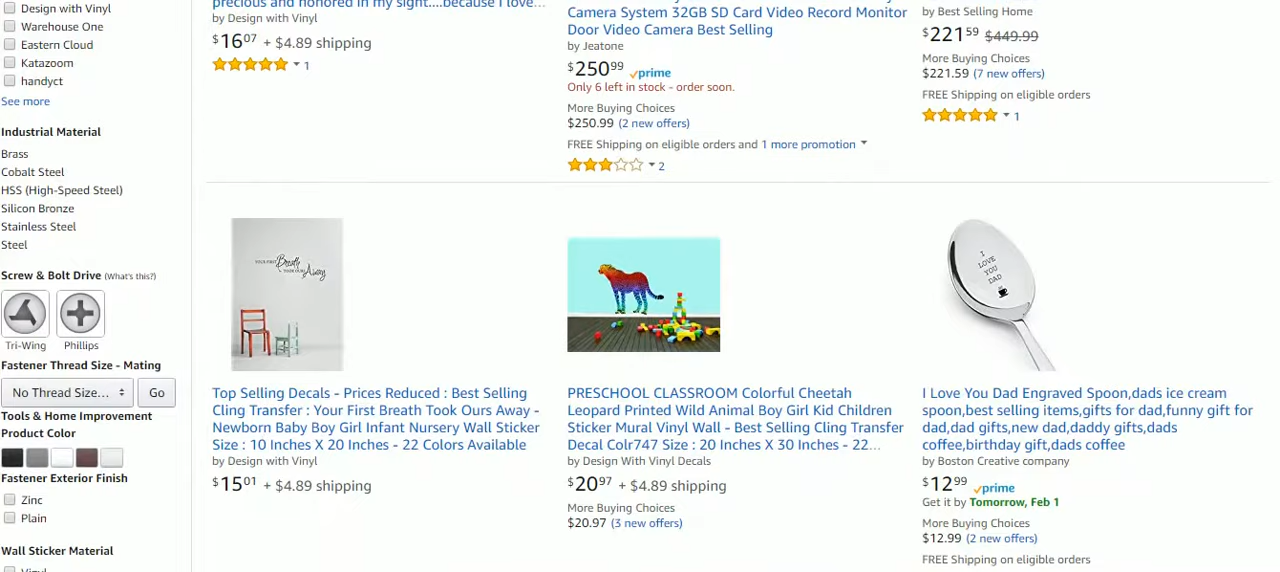 Design with Vinyl
Warehouse One
Eastern Cloud
Katazoom
handyct
See more
Industrial Material
Brass
Cobalt Steel
HSS (High-Speed Steel)
Silicon Bronze
Stainless Steel
Steel
Screw & Bolt Drive (What's this?)
Tri-Wing
Phillips
Fastener Thread Size - Mating
No Thread Size...
Go
Tools & Home Improvement
Product Color
Fastener Exterior Finish
Zinc
Plain
Wall Sticker Material
Vinyl
precious and honored in my sight....because I love...
by Design with Vinyl
$16.07 + $4.89 shipping
1
Camera System 32GB SD Card Video Record Monitor
Door Video Camera Best Selling
by Jeatone
$250.99 prime
Only 6 left in stock - order soon.
More Buying Choices
$250.99 (2 new offers)
FREE Shipping on eligible orders and 1 more promotion
2
by Best Selling Home
$221.59 $449.99
More Buying Choices
$221.59 (7 new offers)
FREE Shipping on eligible orders
1
Breath
Away
Top Selling Decals - Prices Reduced : Best Selling
Cling Transfer : Your First Breath Took Ours Away -
Newborn Baby Boy Girl Infant Nursery Wall Sticker
Size : 10 Inches X 20 Inches - 22 Colors Available
by Design with Vinyl
$15.01 + $4.89 shipping
PRESCHOOL CLASSROOM Colorful Cheetah
Leopard Printed Wild Animal Boy Girl Kid Children
Sticker Mural Vinyl Wall - Best Selling Cling Transfer
Decal Colr747 Size : 20 Inches X 30 Inches - 22...
by Design With Vinyl Decals
$20.97 + $4.89 shipping
More Buying Choices
$20.97 (3 new offers)
I
LOVE
YOU
DAD
I Love You Dad Engraved Spoon,dads ice cream
spoon,best selling items,gifts for dad,funny gift for
dad,dad gifts,new dad,daddy gifts,dads
coffee,birthday gift,dads coffee
by Boston Creative company
$12.99 prime
Get it by Tomorrow, Feb 1
More Buying Choices
$12.99 (2 new offers)
FREE Shipping on eligible orders